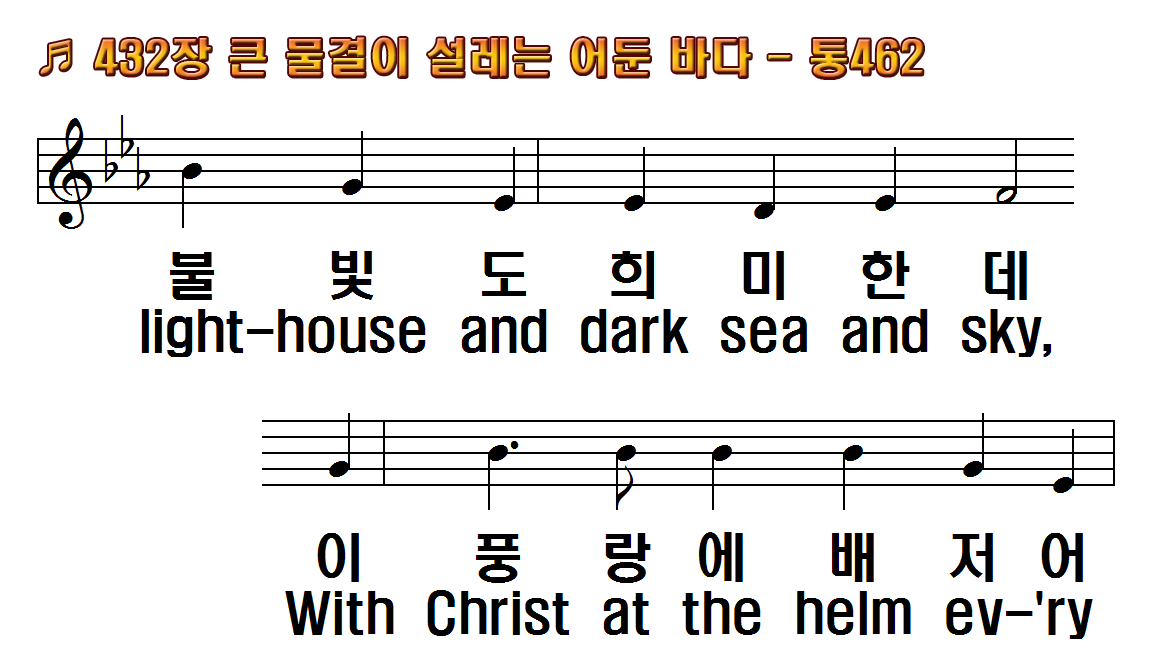 ♬ 432장 큰 물결이 설레는 어둔 바다 - 통462
불 빛 도 희 미 한 데
light-house and dark sea and sky,
이 풍 랑 에 배 저 어
With Christ at the helm ev-'ry